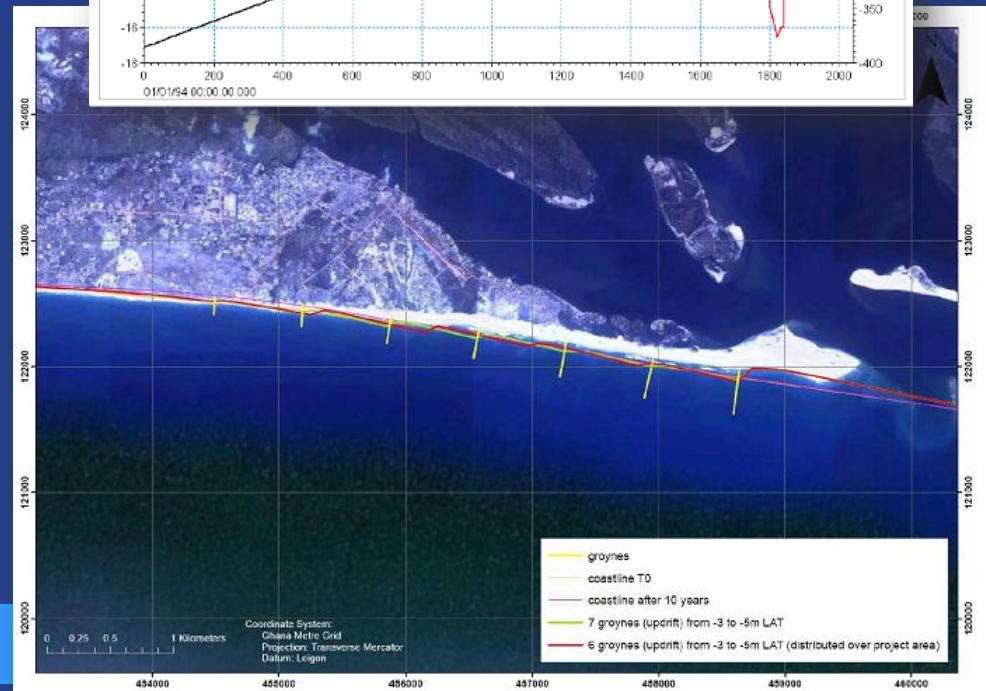 -16
-18
-350
-400
0 200 400 600 800 1000 1200 1400 1600 1800 2000
01/01/94 00:00:00.000
000
N
124000
124000
123000
123000
122000
122000
121000
121000
120000
120000
groynes
coastline T0
coastline after 10 years
7 groynes (updrift) from -3 to -5m LAT
6 groynes (updrift) from -3 to -5m LAT (distributed over project area)
0 0.25 0.5 1 Kilometers
Coordinate System:
Ghana Metre Grid
Projection: Transverse Mercator
Datum: Leigon
454000 455000 456000 457000 458000 459000 460000